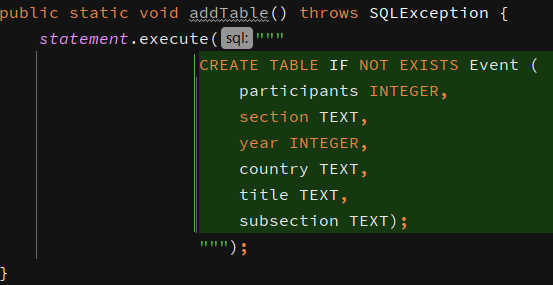 public static void addTable() throws SQLException {
statement.execute( sql: """
CREATE TABLE IF NOT EXISTS Event (
participants INTEGER,
section TEXT,
year INTEGER,
country TEXT,
title TEXT,
subsection TEXT);
""");
}